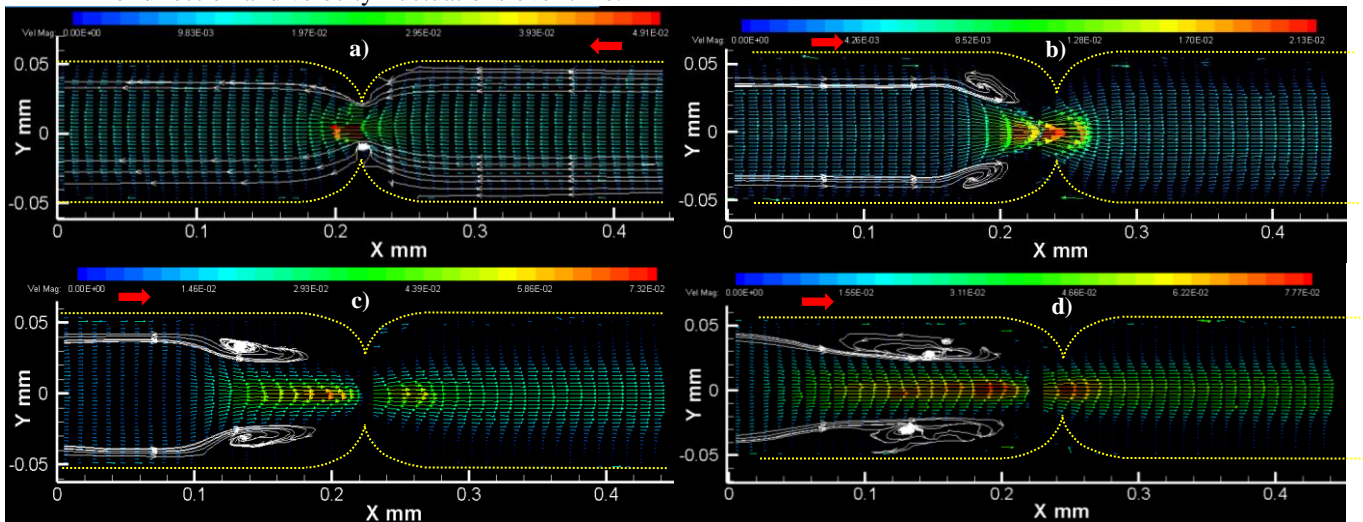 a)
Vel Mag: 0.00E+00 9.83E-03 1.97E-02 2.95E-02 3.93E-02 4.91E-02
0.05
0
-0.05
Y mm
0 0.1 0.2 0.3 0.4
X mm
b)
Vel Mag: 0.00E+00 4.26E-03 8.52E-03 1.28E-02 1.70E-02 2.13E-02
0.05
0
-0.05
Y mm
0 0.1 0.2 0.3 0.4
X mm
c)
Vel Mag: 0.00E+00 1.46E-02 2.93E-02 4.39E-02 5.86E-02 7.32E-02
0.05
0
-0.05
Y mm
0 0.1 0.2 0.3 0.4
X mm
d)
Vel Mag: 0.00E+00 1.55E-02 3.11E-02 4.66E-02 6.22E-02 7.77E-02
0.05
0
-0.05
Y mm
0 0.1 0.2 0.3 0.4
X mm